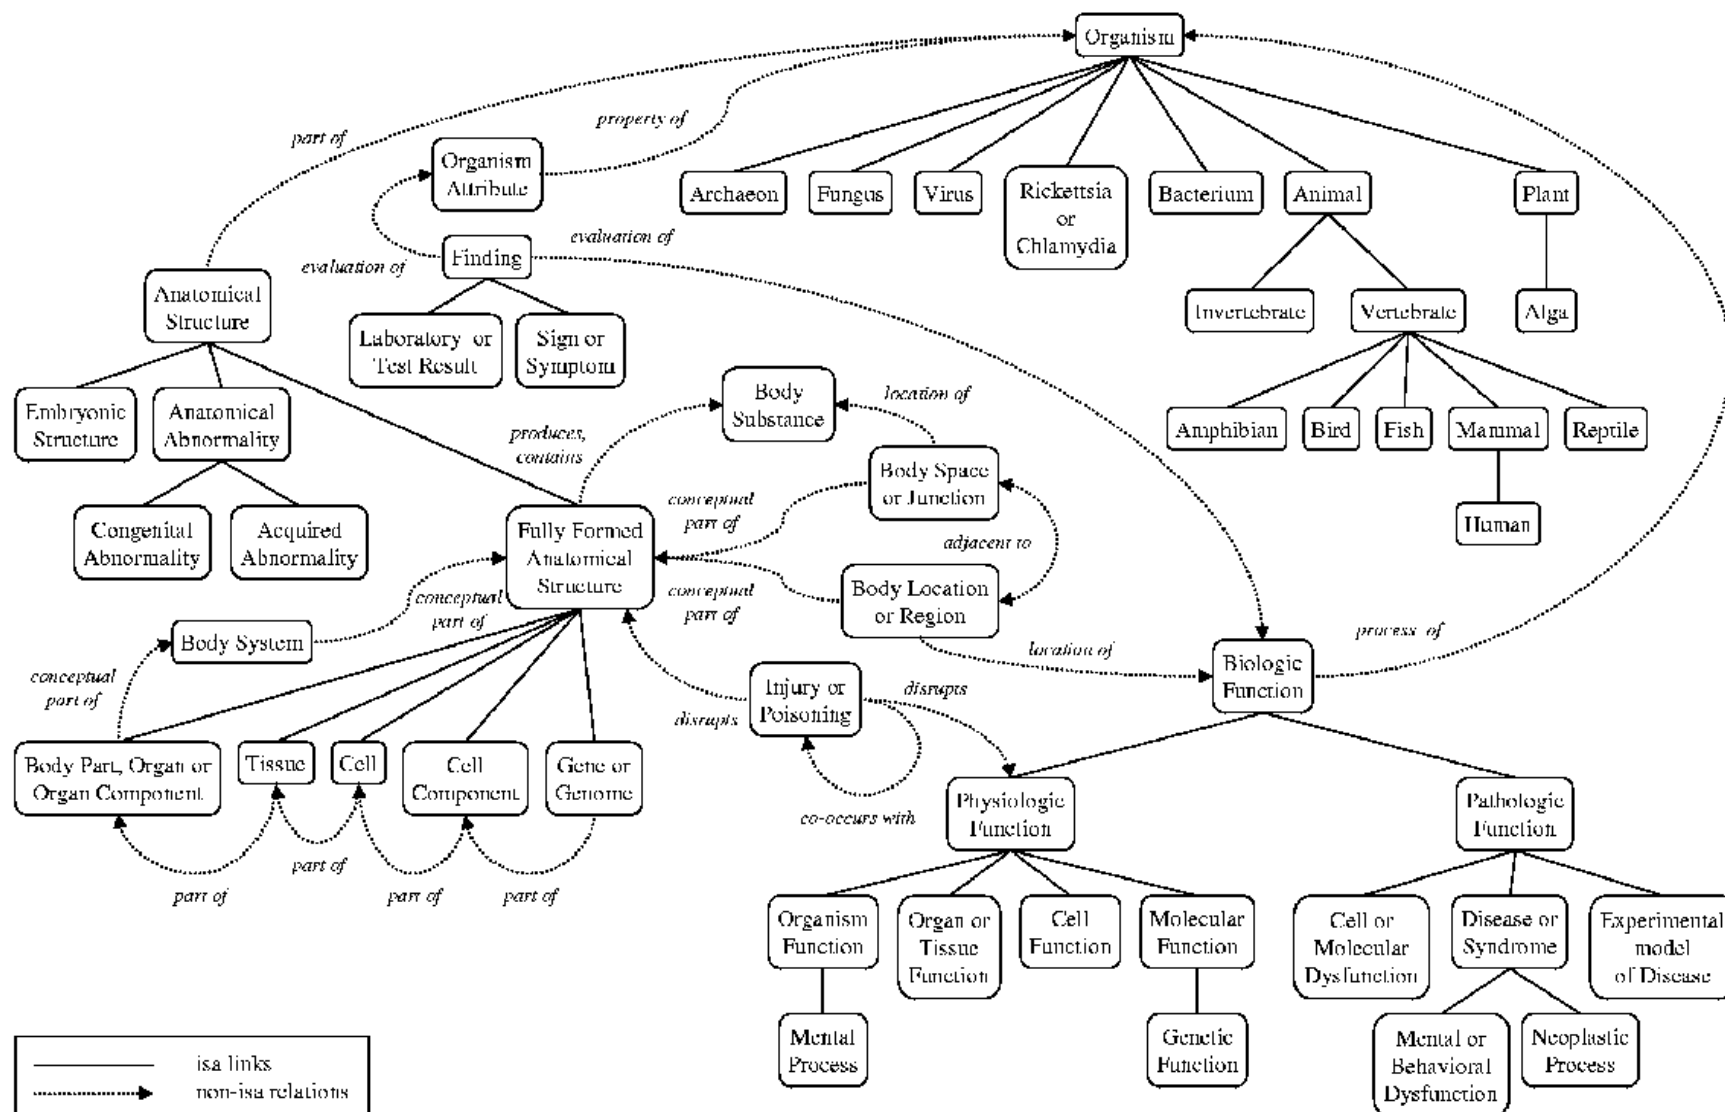 Organism
part of
property of
Organism
Attribute
Archaeon
Fungus
Virus
Rickettsia
or
Chlamydia
Bacterium
Animal
Plant
evaluation of
evaluation of
Finding
Anatomical
Structure
Laboratory or
Test Result
Sign or
Symptom
Invertebrate
Vertebrate
Alga
Embryonic
Structure
Anatomical
Abnormality
Body
Substance
location of
Amphibian
Bird
Fish
Mammal
Reptile
produces,
contains
Body Space
or Junction
conceptual
part of
Congenital
Abnormality
Acquired
Abnormality
Fully Formed
Anatomical
Structure
Human
adjacent to
conceptual
part of
Body Location
or Region
conceptual
part of
Body System
location of
process of
Biologic
Function
conceptual
part of
Injury or
Poisoning
disrupts
disrupts
Body Part, Organ or
Organ Component
Tissue
Cell
Cell
Component
Gene or
Genome
co-occurs with
Physiologic
Function
Pathologic
Function
part of
part of
part of
part of
Organism
Function
Organ or
Tissue
Function
Cell
Function
Molecular
Function
Cell or
Molecular
Dysfunction
Disease or
Syndrome
Experimental
model
of Disease
Mental
Process
Genetic
Function
Mental or
Behavioral
Dysfunction
Neoplastic
Process
isa links
non-isa relations